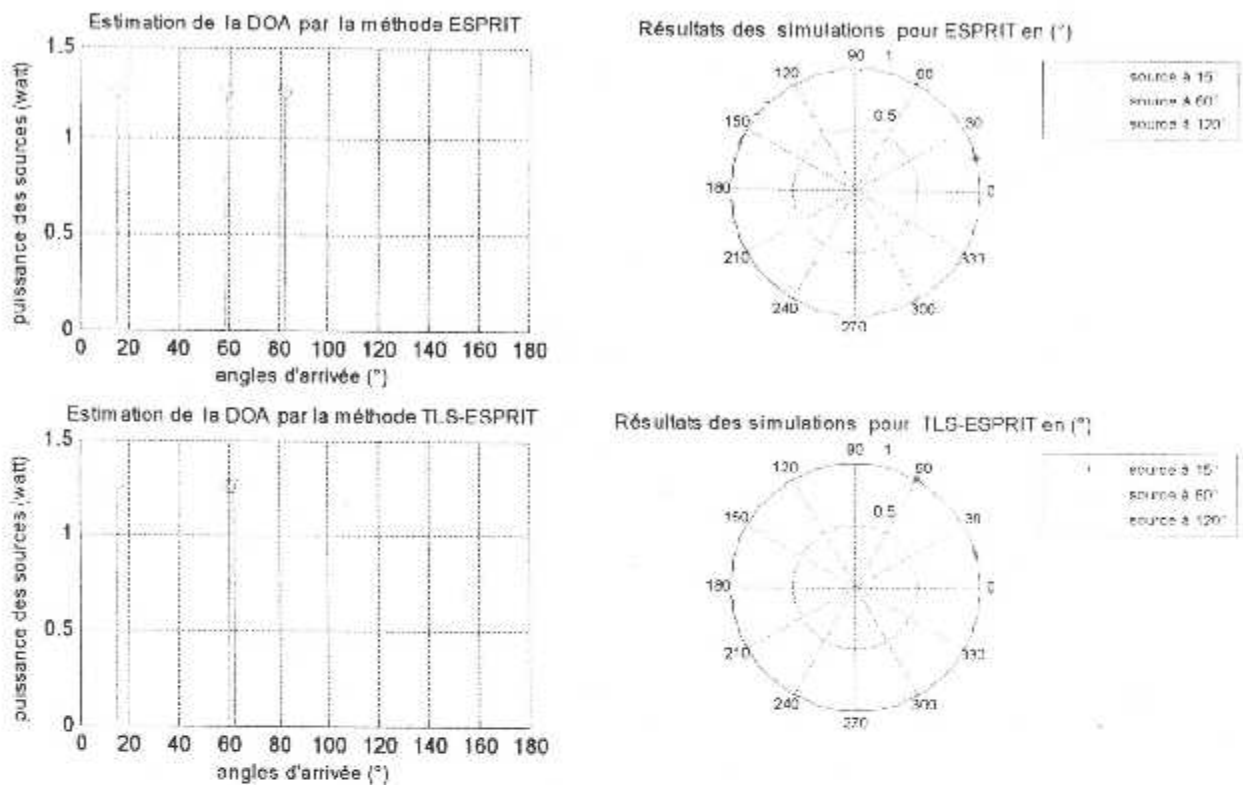 Estimation de la DOA par la méthode ESPRIT
1.5
1
0.5
0
puissance des sources (watt)
0 20 40 60 80 100 120 140 160 180
angles d'arrivée (°)
Résultats des simulations pour ESPRIT en (°)
90 1
120 60
0.5
150 30
180 0
210 330
240 300
270
source à 15°
source à 60°
source à 120°
Estimation de la DOA par la méthode TLS-ESPRIT
1.5
1
0.5
0
puissance des sources (watt)
0 20 40 60 80 100 120 140 160 180
angles d'arrivée (°)
Résultats des simulations pour TLS-ESPRIT en (°)
90 1
120 60
0.5
150 30
180 0
210 330
240 300
270
source à 15°
source à 60°
source à 120°